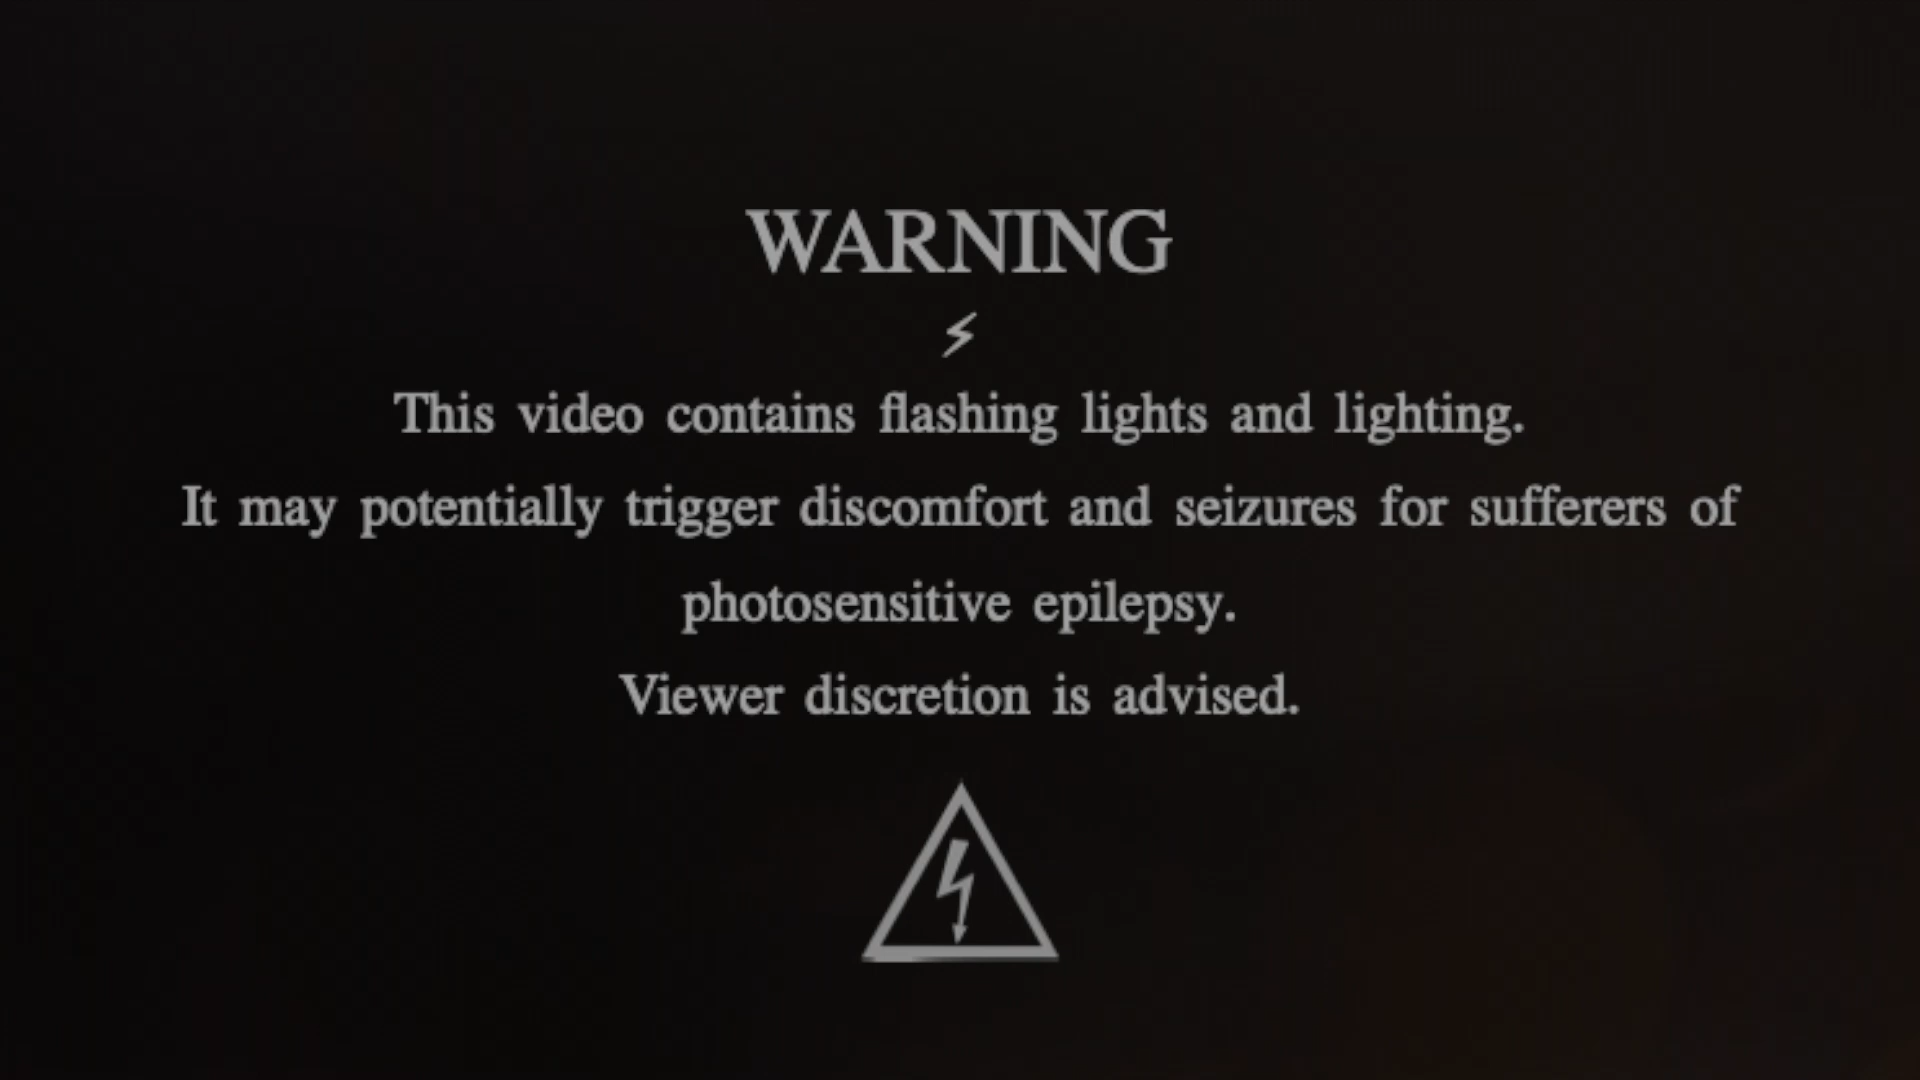 WARNING
⚡
This video contains flashing lights and lighting.
It may potentially trigger discomfort and seizures for sufferers of
photosensitive epilepsy.
Viewer discretion is advised.